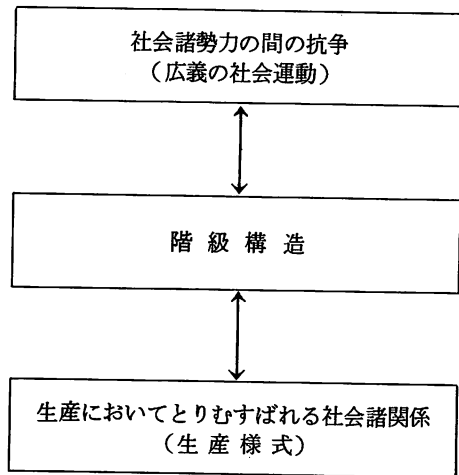 社会諸勢力の間の抗争
（広義の社会運動）
階級構造
生産においてとりむすばれる社会諸関係
（生産様式）